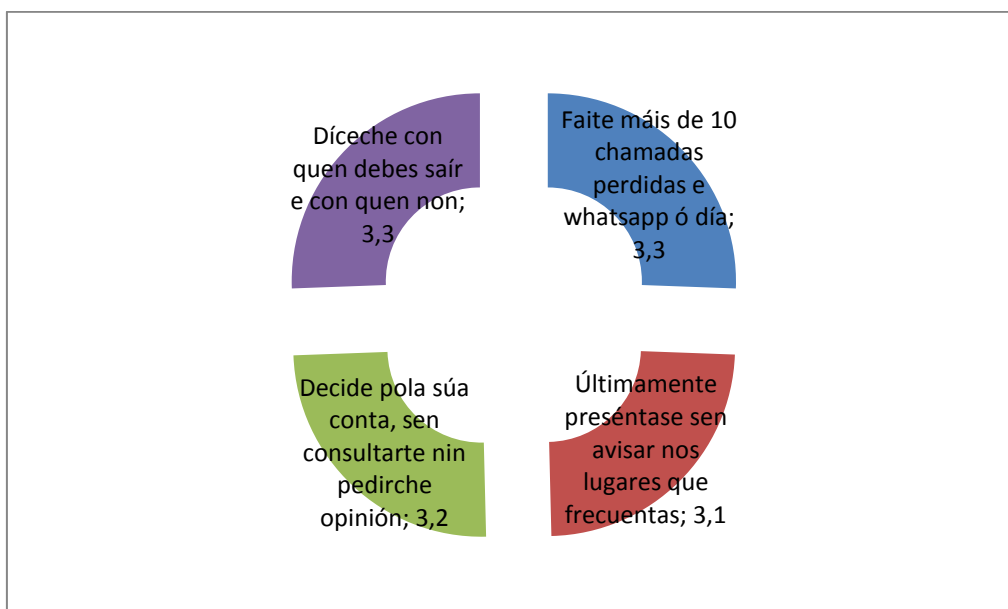 Díceche con
quen debes saír
e con quen non;
3,3
Faite máis de 10
chamadas
perdidas e
whatsapp ó día;
3,3
Decide pola súa
conta, sen
consultarte nin
pedirche
opinión; 3,2
Últimamente
preséntase sen
avisar nos
lugares que
frecuentas; 3,1